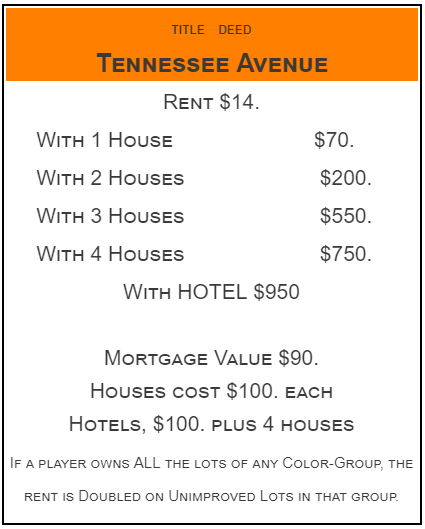 TITLE DEED
TENNESSEE AVENUE
RENT $14.
WITH 1 HOUSE $70.
WITH 2 HOUSES $200.
WITH 3 HOUSES $550.
WITH 4 HOUSES $750.
WITH HOTEL $950
MORTGAGE VALUE $90.
HOUSES COST $100. EACH
HOTELS, $100. PLUS 4 HOUSES
IF A PLAYER OWNS ALL THE LOTS OF ANY COLOR-GROUP, THE
RENT IS DOUBLED ON UNIMPROVED LOTS IN THAT GROUP.